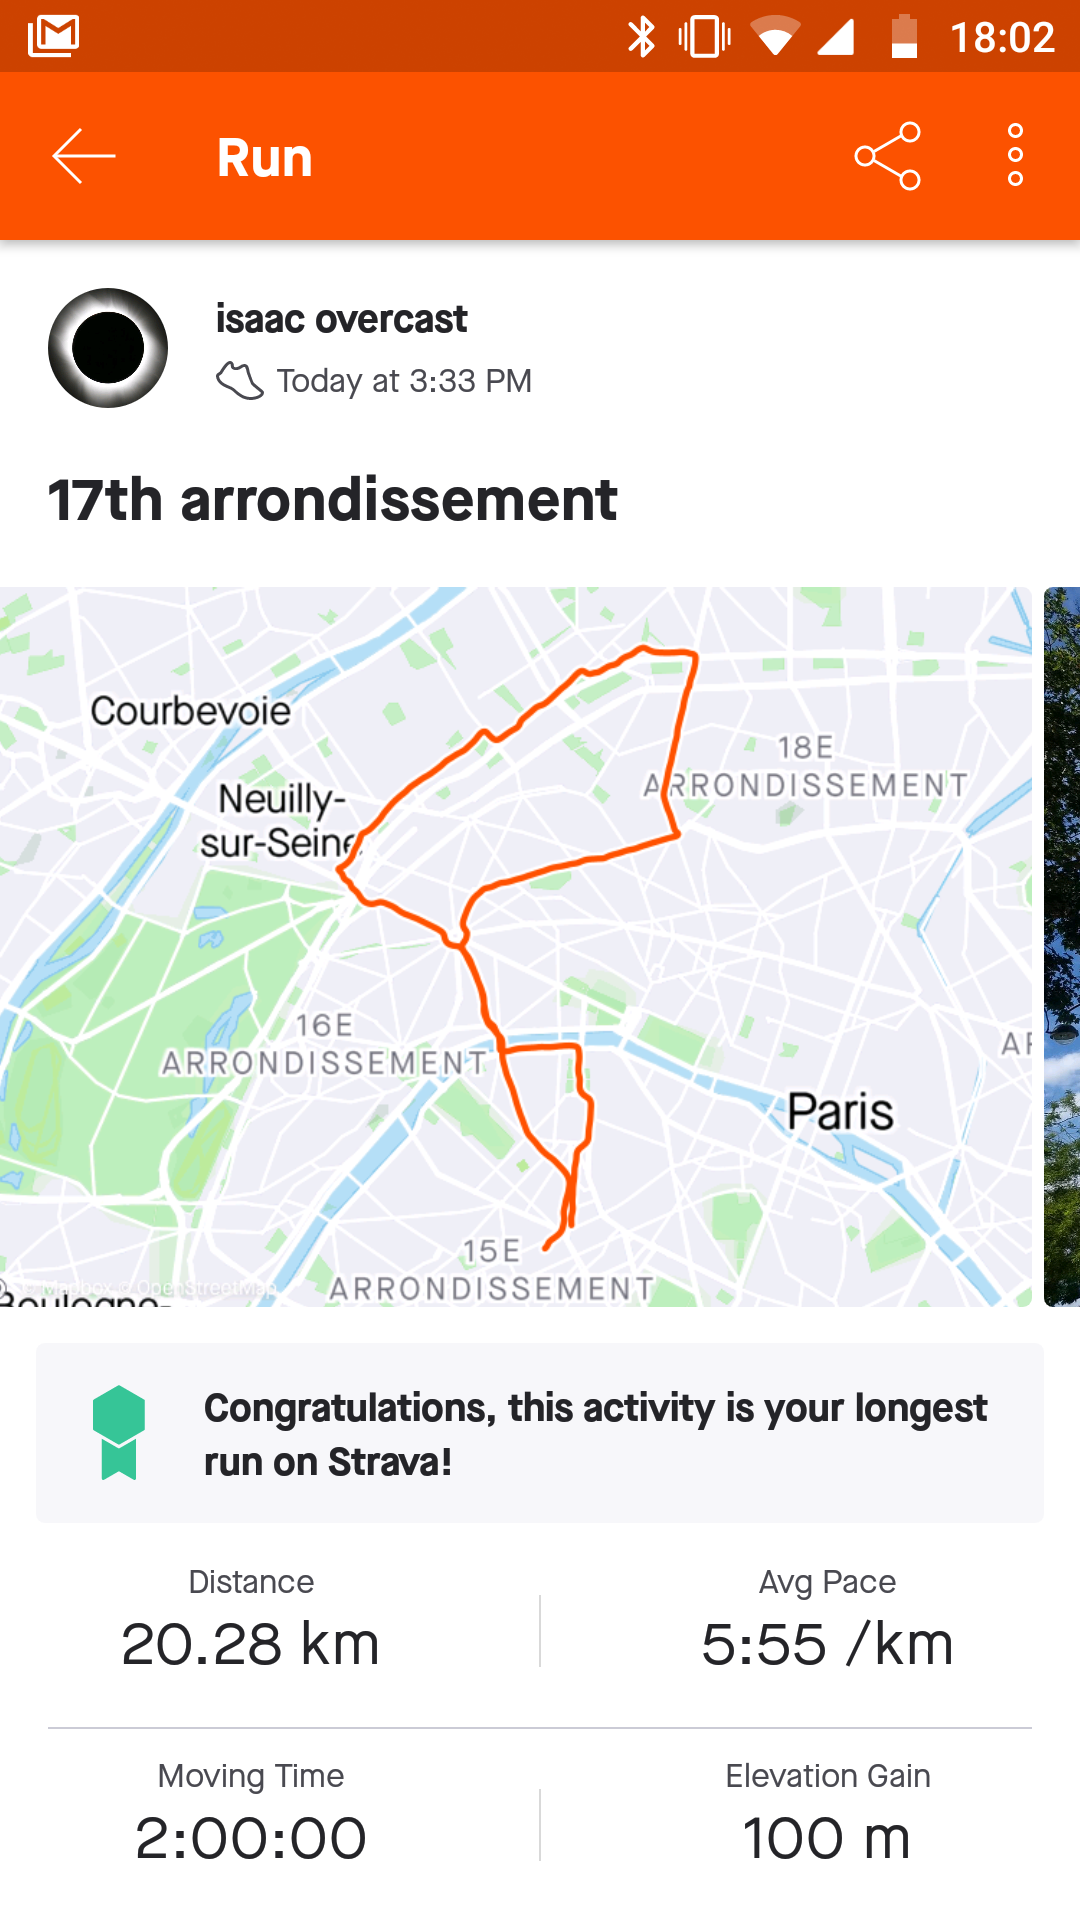 18:02
Run
isaac overcast
Today at 3:33 PM
17th arrondissement
Courbevoie
Neuilly-
sur-Seine
18E
ARRONDISSEMENT
16E
ARRONDISSEMENT
Paris
15E
ARRONDISSEMENT
Mapbox © OpenStreetMap
Boulogne-
Congratulations, this activity is your longest
run on Strava!
Distance
20.28 km
Avg Pace
5:55 /km
Moving Time
2:00:00
Elevation Gain
100 m